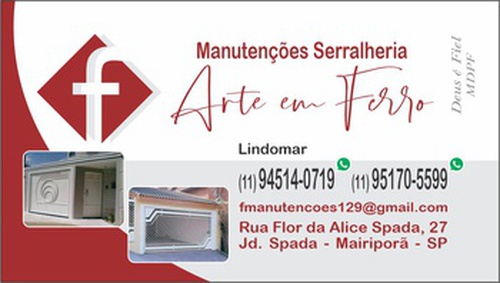 f
Manutenções Serralheria
Arte em Ferro
Deus é Fiel
MDPF
Lindomar
(11) 94514-0719 (11) 95170-5599
fmanutencoes129@gmail.com
Rua Flor da Alice Spada, 27
Jd. Spada - Mairiporã - SP